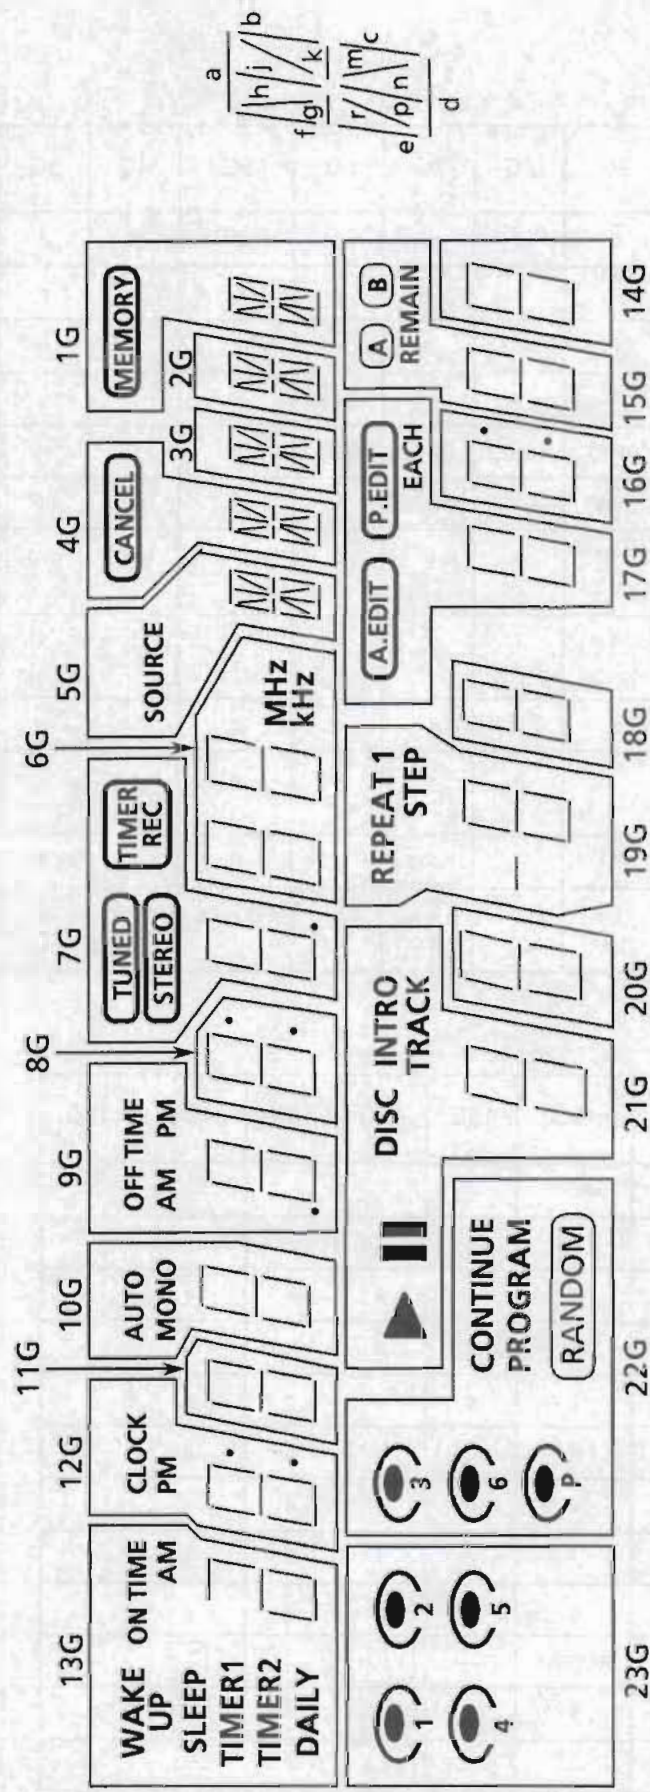 13G
12G
11G
10G
9G
8G
7G
6G
5G
4G
3G
2G
1G
WAKE UP
SLEEP
TIMER1
TIMER2
DAILY
ON TIME
AM
CLOCK
PM
AUTO
MONO
OFF TIME
AM PM
TUNED
STEREO
TIMER
REC
MHz
kHz
SOURCE
CANCEL
MEMORY
1 2 3
4 5 6
P
CONTINUE
PROGRAM
RANDOM
DISC INTRO
TRACK
REPEAT 1
STEP
A.EDIT P.EDIT
EACH
A B
REMAIN
23G
22G
21G
20G
19G
18G
17G
16G
15G
14G
a
b
h
j
k
f
g
m
c
r
p
n
e
d